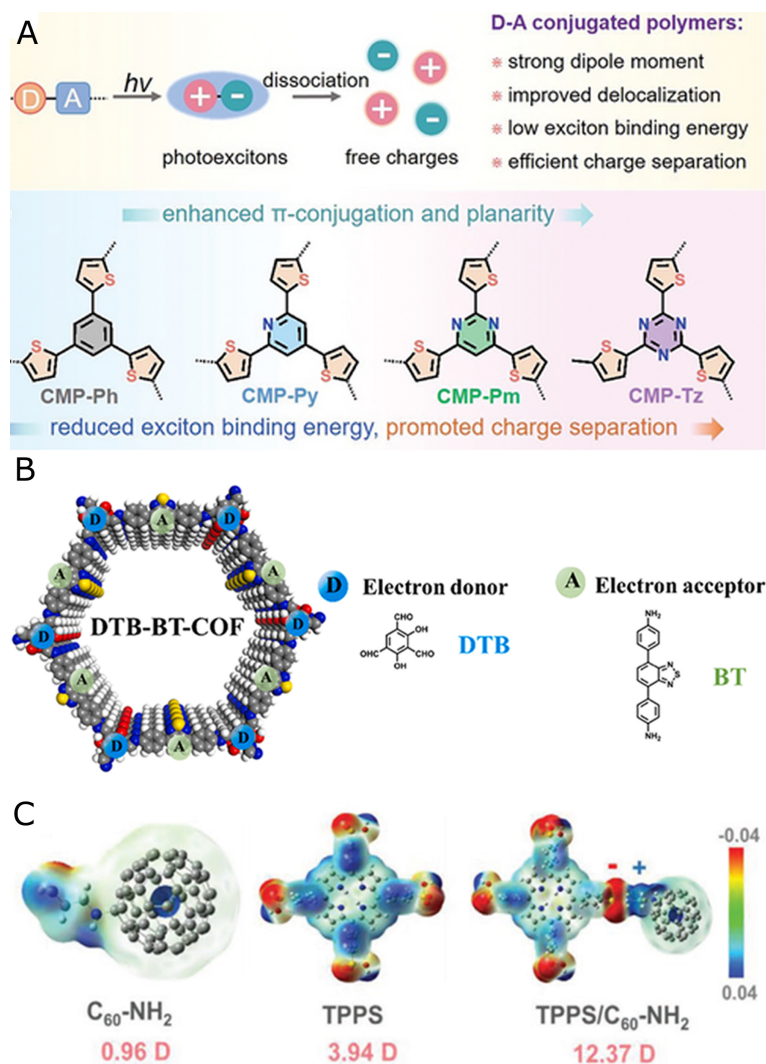 A
D-A conjugated polymers:
D A hν dissociation
+ -
- + + -
photoexcitons free charges
strong dipole moment
improved delocalization
low exciton binding energy
efficient charge separation
enhanced π-conjugation and planarity
S S S
N S S S
N N S S S
N N N S S S
CMP-Ph CMP-Py CMP-Pm CMP-Tz
reduced exciton binding energy, promoted charge separation
B
D A D
A A
D DTB-BT-COF D
A A
D A D
D Electron donor
CHO
OH
OHC CHO
OH
DTB
A Electron acceptor
NH₂
N
S
N
NH₂
BT
C
- +
-0.04
0.04
C₆₀-NH₂ TPPS TPPS/C₆₀-NH₂
0.96 D 3.94 D 12.37 D